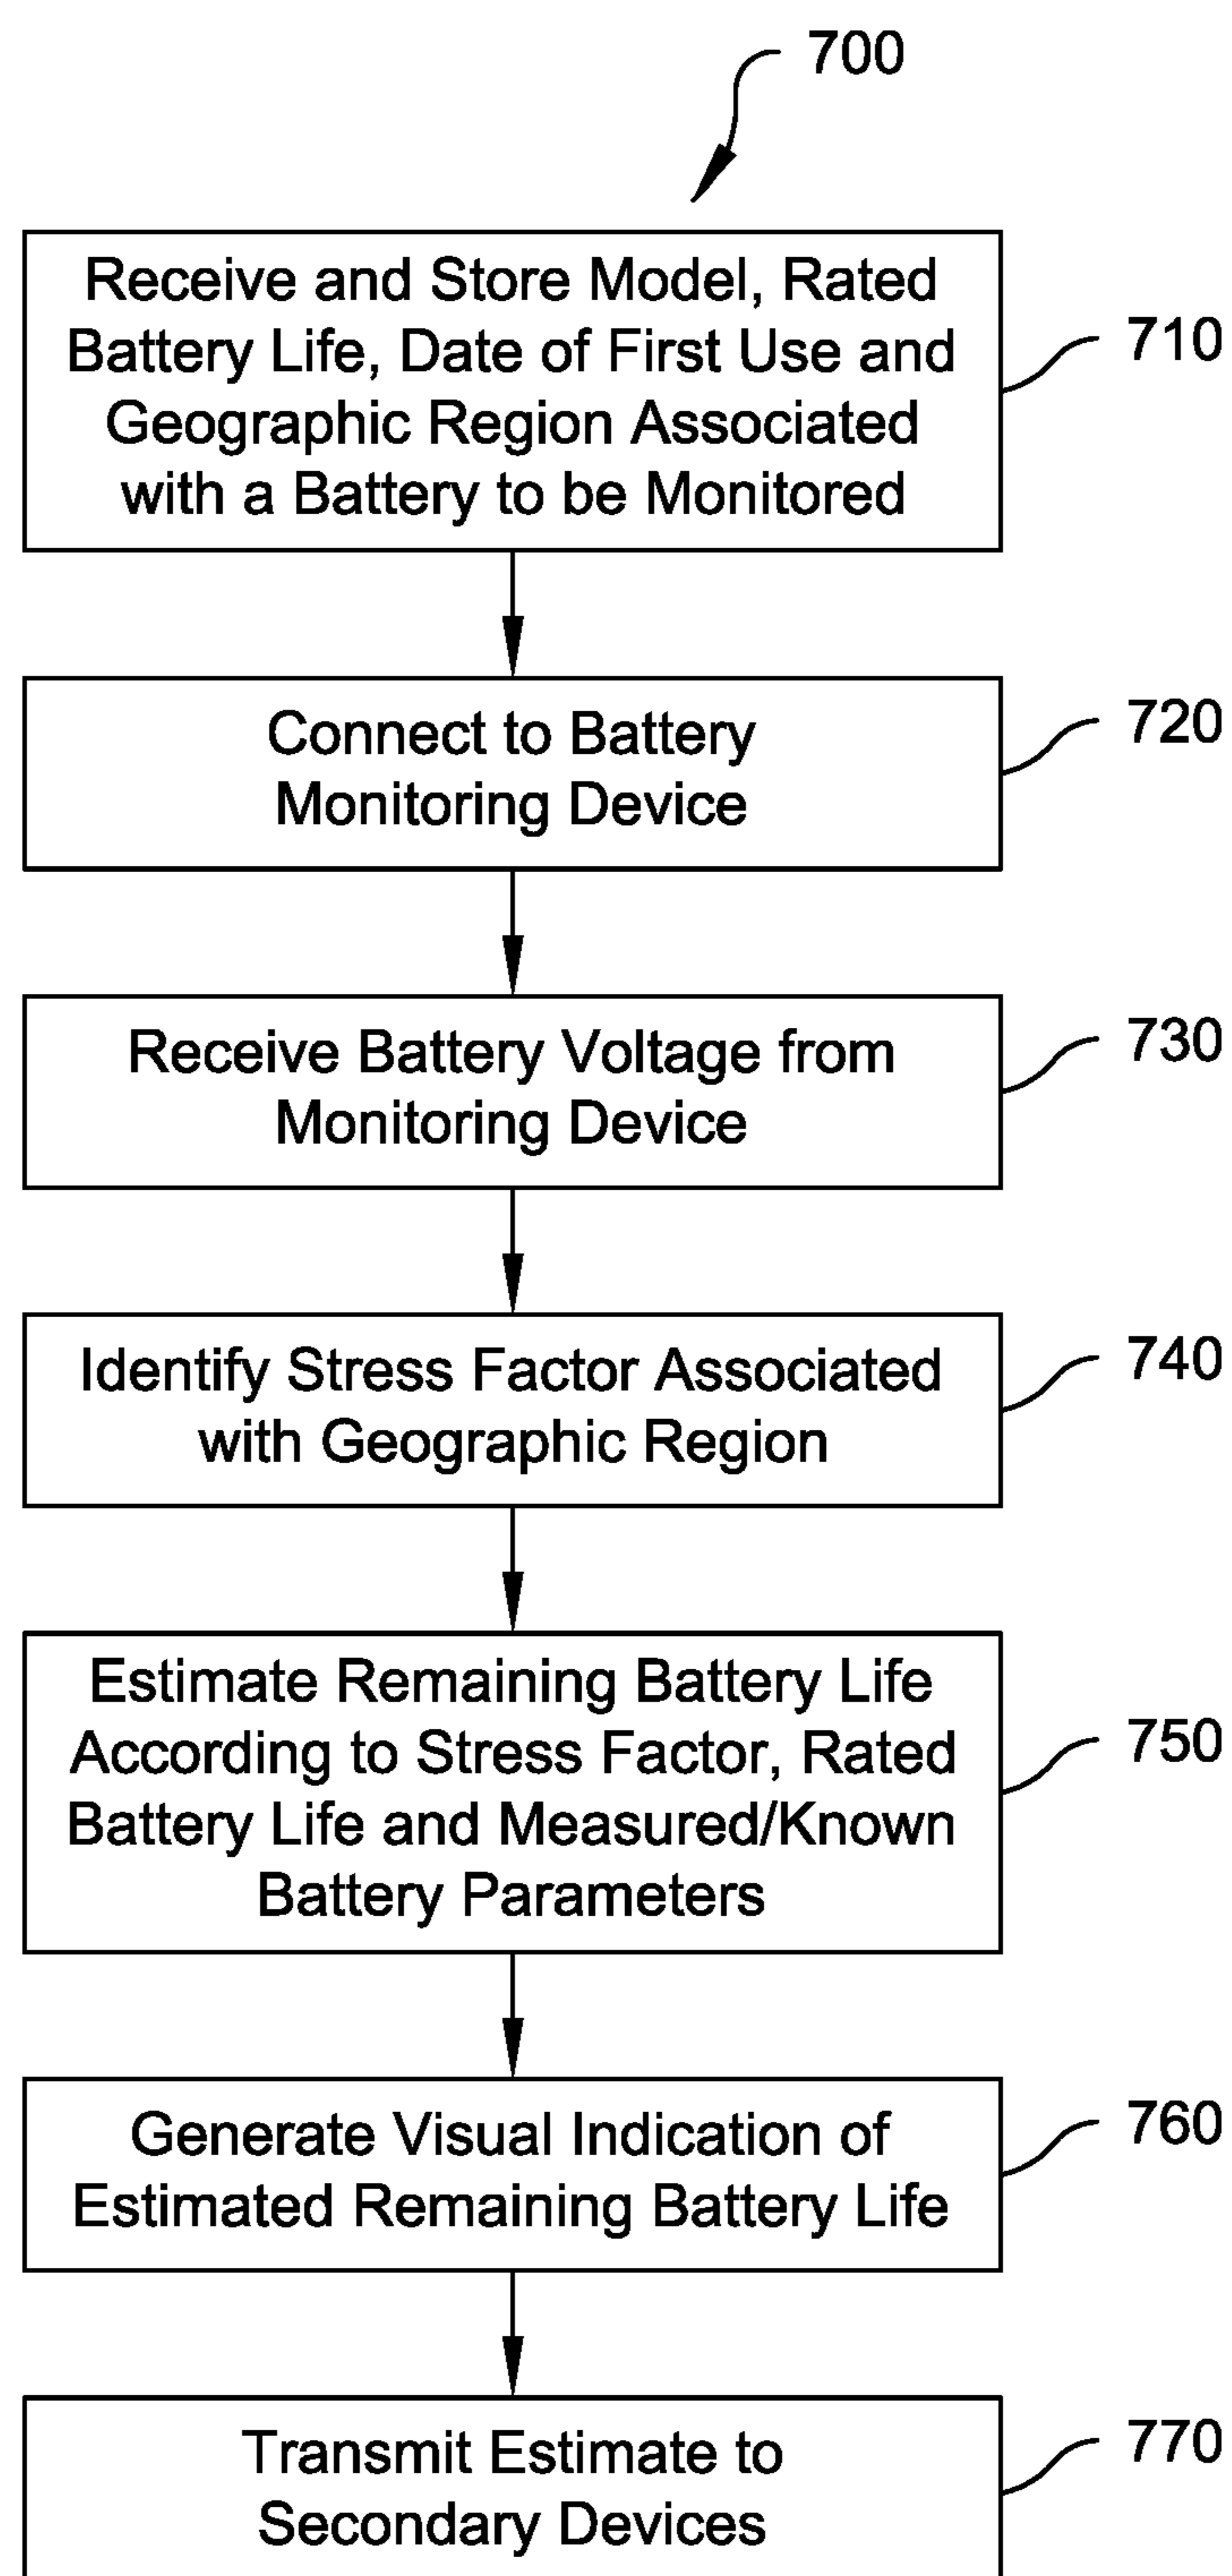 700
Receive and Store Model, Rated
Battery Life, Date of First Use and
Geographic Region Associated
with a Battery to be Monitored
710
Connect to Battery
Monitoring Device
720
Receive Battery Voltage from
Monitoring Device
730
Identify Stress Factor Associated
with Geographic Region
740
Estimate Remaining Battery Life
According to Stress Factor, Rated
Battery Life and Measured/Known
Battery Parameters
750
Generate Visual Indication of
Estimated Remaining Battery Life
760
Transmit Estimate to
Secondary Devices
770